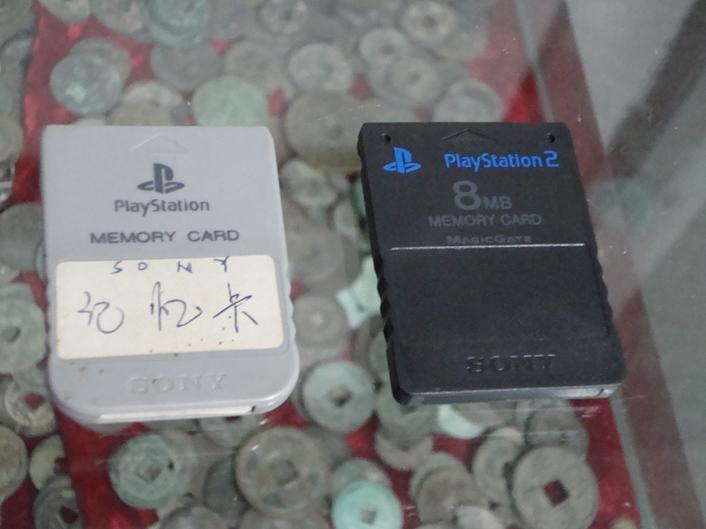 PlayStation
MEMORY CARD
SONY
记忆卡
SONY
PlayStation 2
8MB
MEMORY CARD
MAGICGATE
SONY